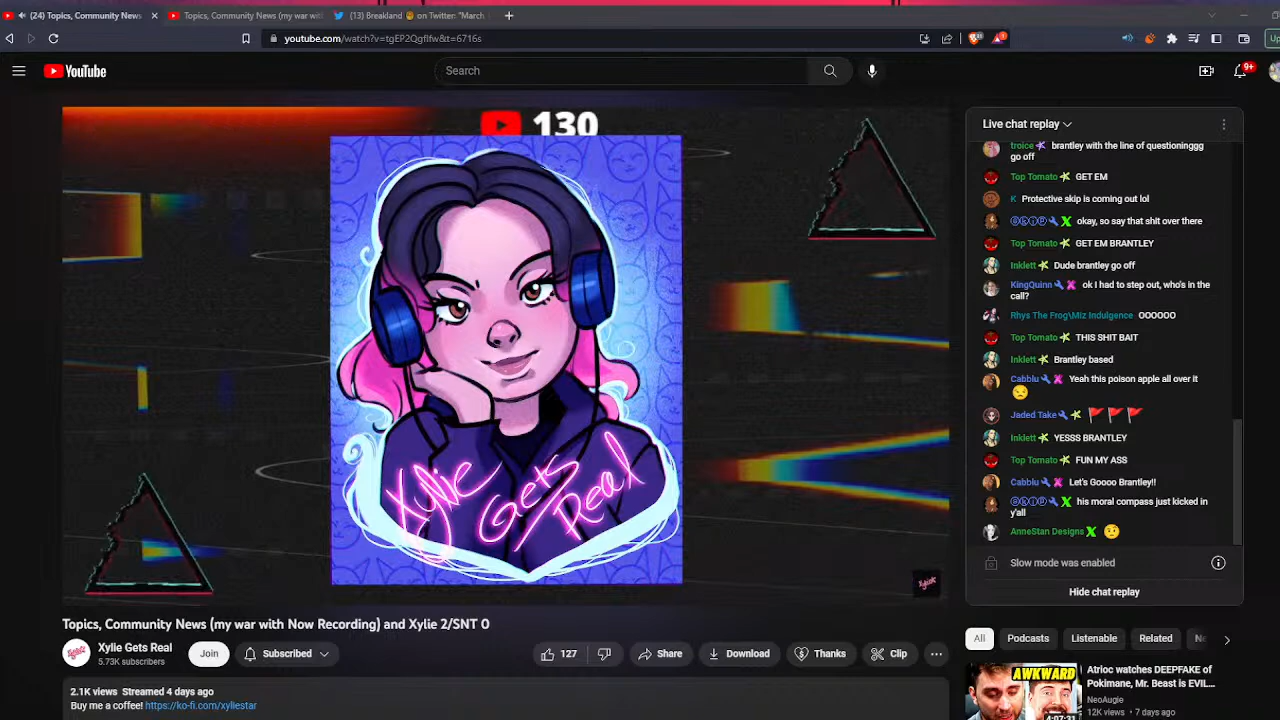 (24) Topics, Community News
Topics, Community News (my war wit
(13) Breakland
on Twitter: "March
youtube.com/watch?v=tgEP2Qgflfw&t=6716s
YouTube
Search
9+
130
Xylie
Gets
Real
Live chat replay
troice brantley with the line of questioninggg
go off
Top Tomato GET EM
K Protective skip is coming out lol
ⓈⓀⒾⓅ okay, so say that shit over there
Top Tomato GET EM BRANTLEY
Inklett Dude brantley go off
KingQuinn ok I had to step out, who's in the
call?
Rhys The Frog\Miz Indulgence OOOOOO
Top Tomato THIS SHIT BAIT
Inklett Brantley based
Cabblu Yeah this poison apple all over it
Jaded Take
Inklett YESSS BRANTLEY
Top Tomato FUN MY ASS
Cabblu Let's Goooo Brantley!!
ⓈⓀⒾⓅ his moral compass just kicked in
y'all
AnneStan Designs
Slow mode was enabled
Hide chat replay
Topics, Community News (my war with Now Recording) and Xylie 2/SNT 0
Xylie Gets Real
5.73K subscribers
Join
Subscribed
127
Share
Download
Thanks
Clip
2.1K views Streamed 4 days ago
Buy me a coffee! https://ko-fi.com/xyliestar
All
Podcasts
Listenable
Related
AWKWARD
4:07:31
Atrioc watches DEEPFAKE of
Pokimane, Mr. Beast is EVIL...
NeoAugie
12K views • 7 days ago